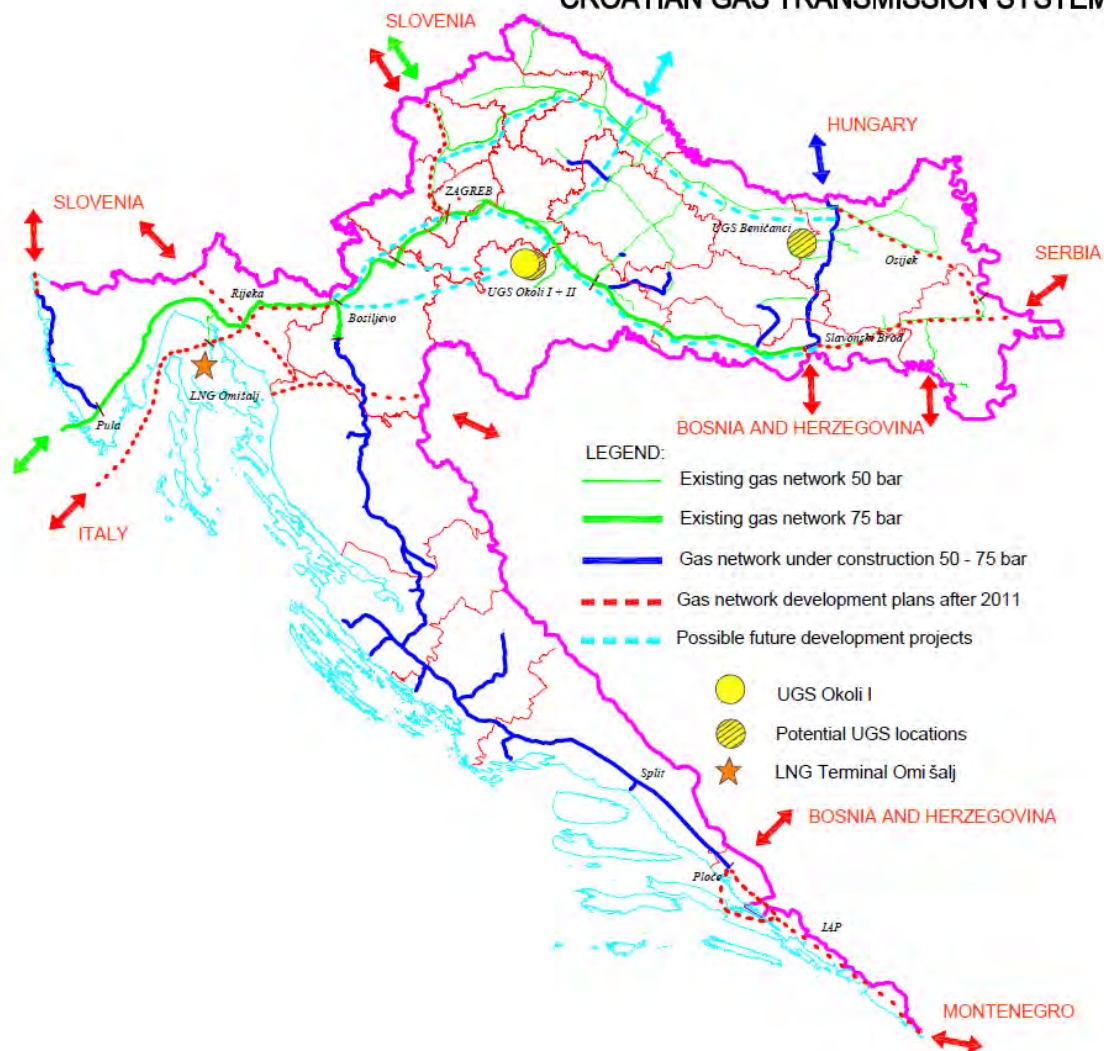 CROATIAN GAS TRANSMISSION SYSTEM
SLOVENIA
HUNGARY
ZAGREB
SLOVENIA
UGS Beničanci
Osijek
SERBIA
Rijeka
UGS Okoli I + II
Bosiljevo
Slavonski Brod
LNG Omišalj
Pula
BOSNIA AND HERZEGOVINA
LEGEND:
Existing gas network 50 bar
Existing gas network 75 bar
ITALY
Gas network under construction 50 - 75 bar
Gas network development plans after 2011
Possible future development projects
UGS Okoli I
Potential UGS locations
LNG Terminal Omi šalj
Split
BOSNIA AND HERZEGOVINA
Ploče
IAP
MONTENEGRO